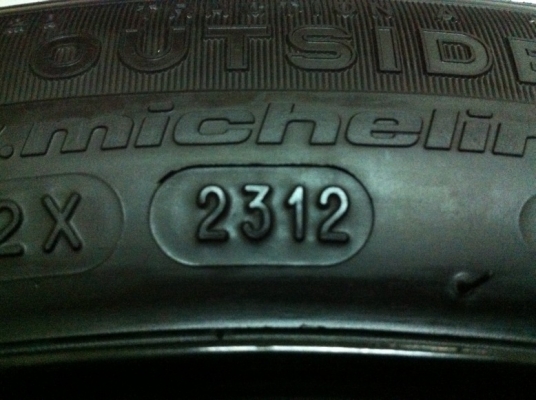 OUTSIDE
.michelin
2X 2312